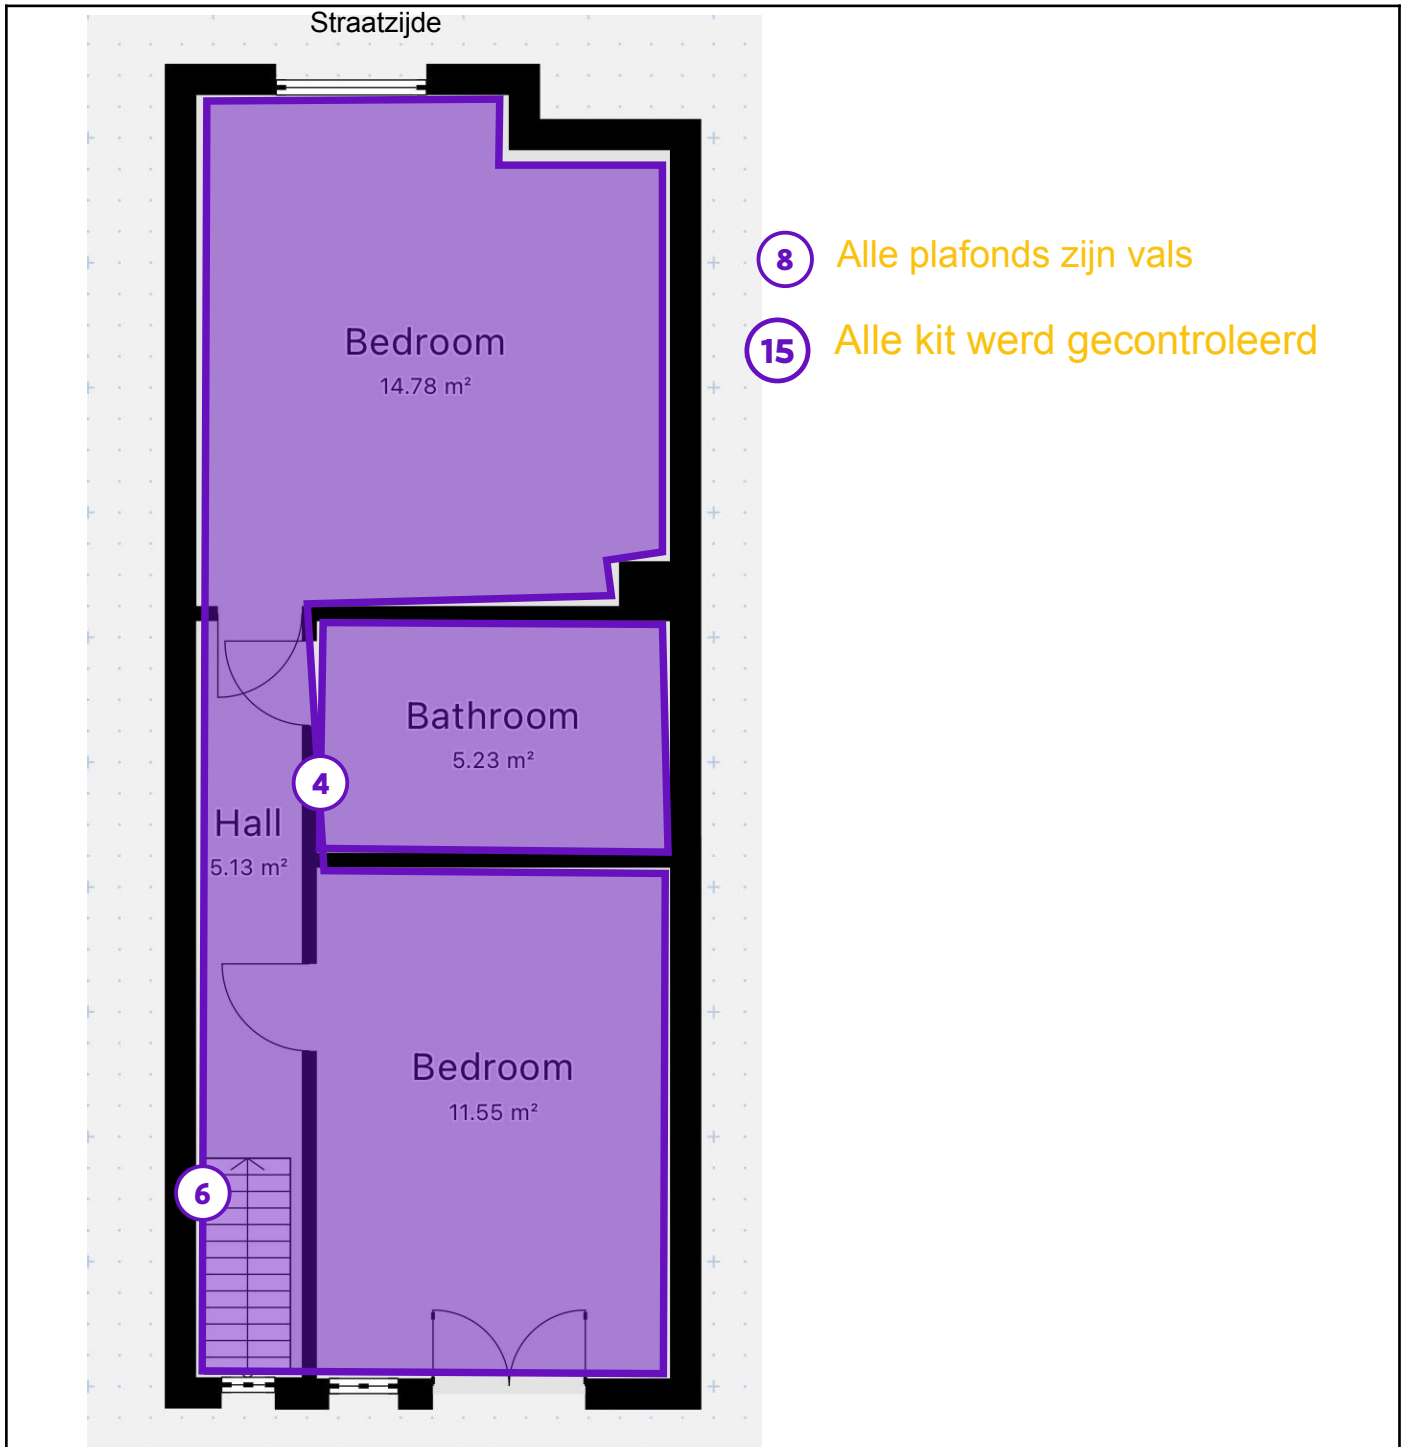 Straatzijde
8 Alle plafonds zijn vals
15 Alle kit werd gecontroleerd
Bedroom
14.78 m²
Bathroom
5.23 m²
4
Hall
5.13 m²
Bedroom
11.55 m²
6